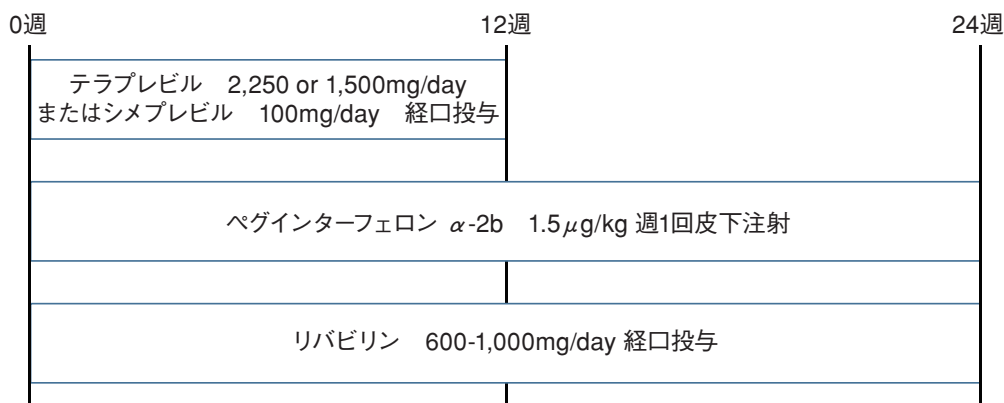 0週 12週 24週
テラプレビル 2,250 or 1,500mg/day
またはシメプレビル 100mg/day 経口投与
ペグインターフェロン α-2b 1.5μg/kg 週1回皮下注射
リバビリン 600-1,000mg/day 経口投与